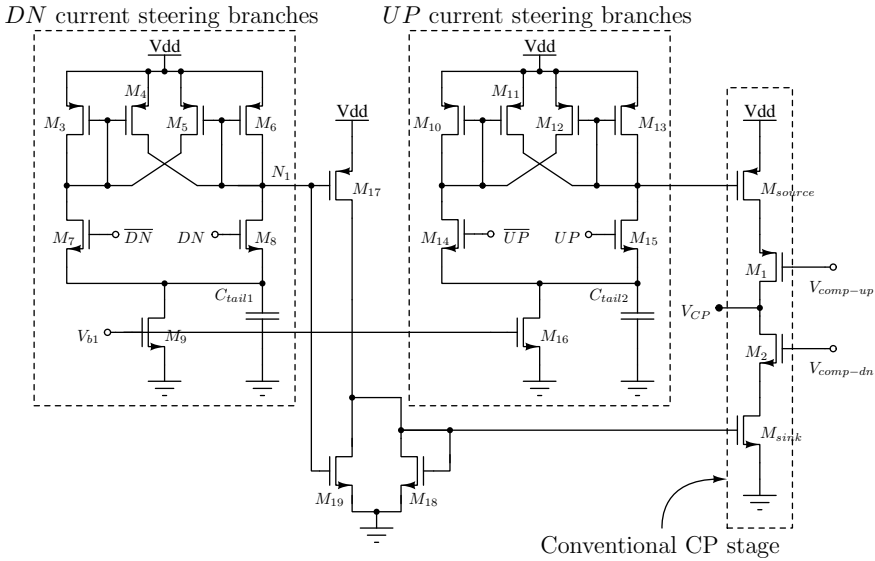 DN current steering branches
UP current steering branches
Vdd
Vdd
M11
M4
M3
M5
M6
Vdd
M10
M12
M13
Vdd
N1
M17
Msource
M7
DN
DN
M8
M14
UP
UP
M15
M1
Vcomp−up
Ctail1
Ctail2
VCP
Vb1
M9
M16
M2
Vcomp−dn
Msink
M19
M18
Conventional CP stage